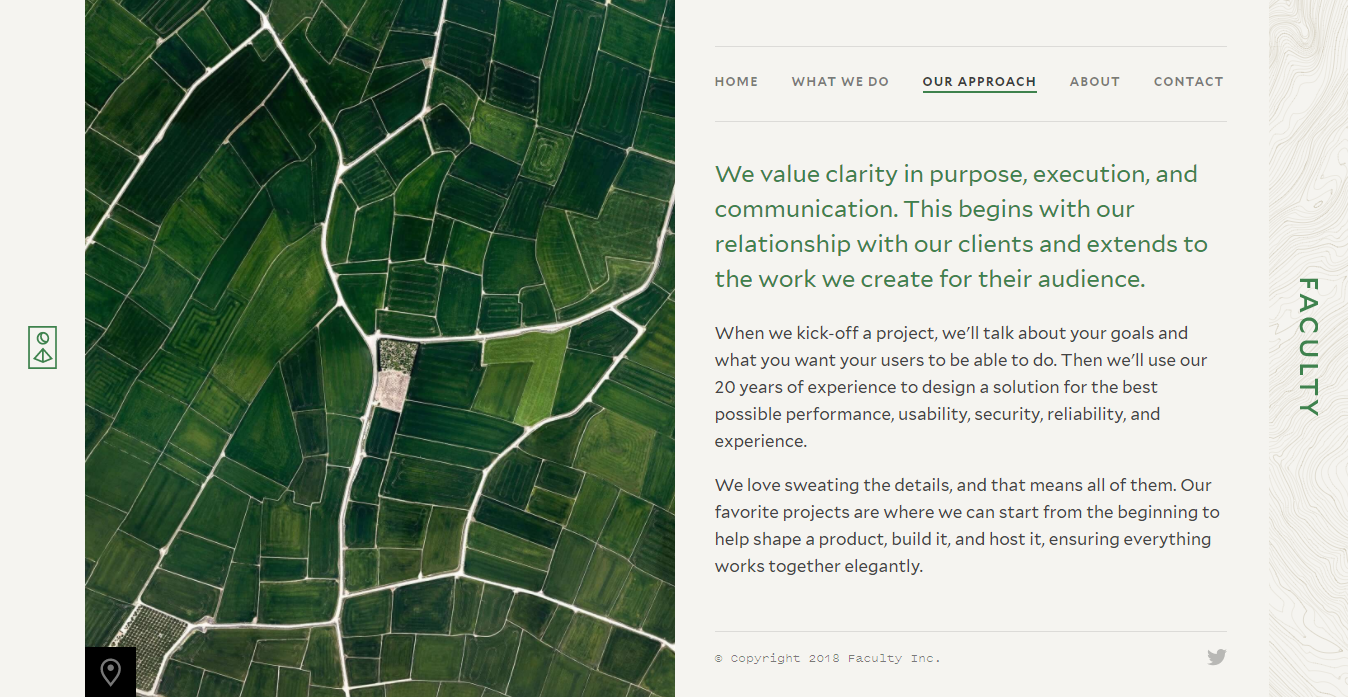 HOME WHAT WE DO OUR APPROACH ABOUT CONTACT
We value clarity in purpose, execution, and
communication. This begins with our
relationship with our clients and extends to
the work we create for their audience.
When we kick-off a project, we'll talk about your goals and
what you want your users to be able to do. Then we'll use our
20 years of experience to design a solution for the best
possible performance, usability, security, reliability, and
experience.
We love sweating the details, and that means all of them. Our
favorite projects are where we can start from the beginning to
help shape a product, build it, and host it, ensuring everything
works together elegantly.
© Copyright 2018 Faculty Inc.
FACULTY